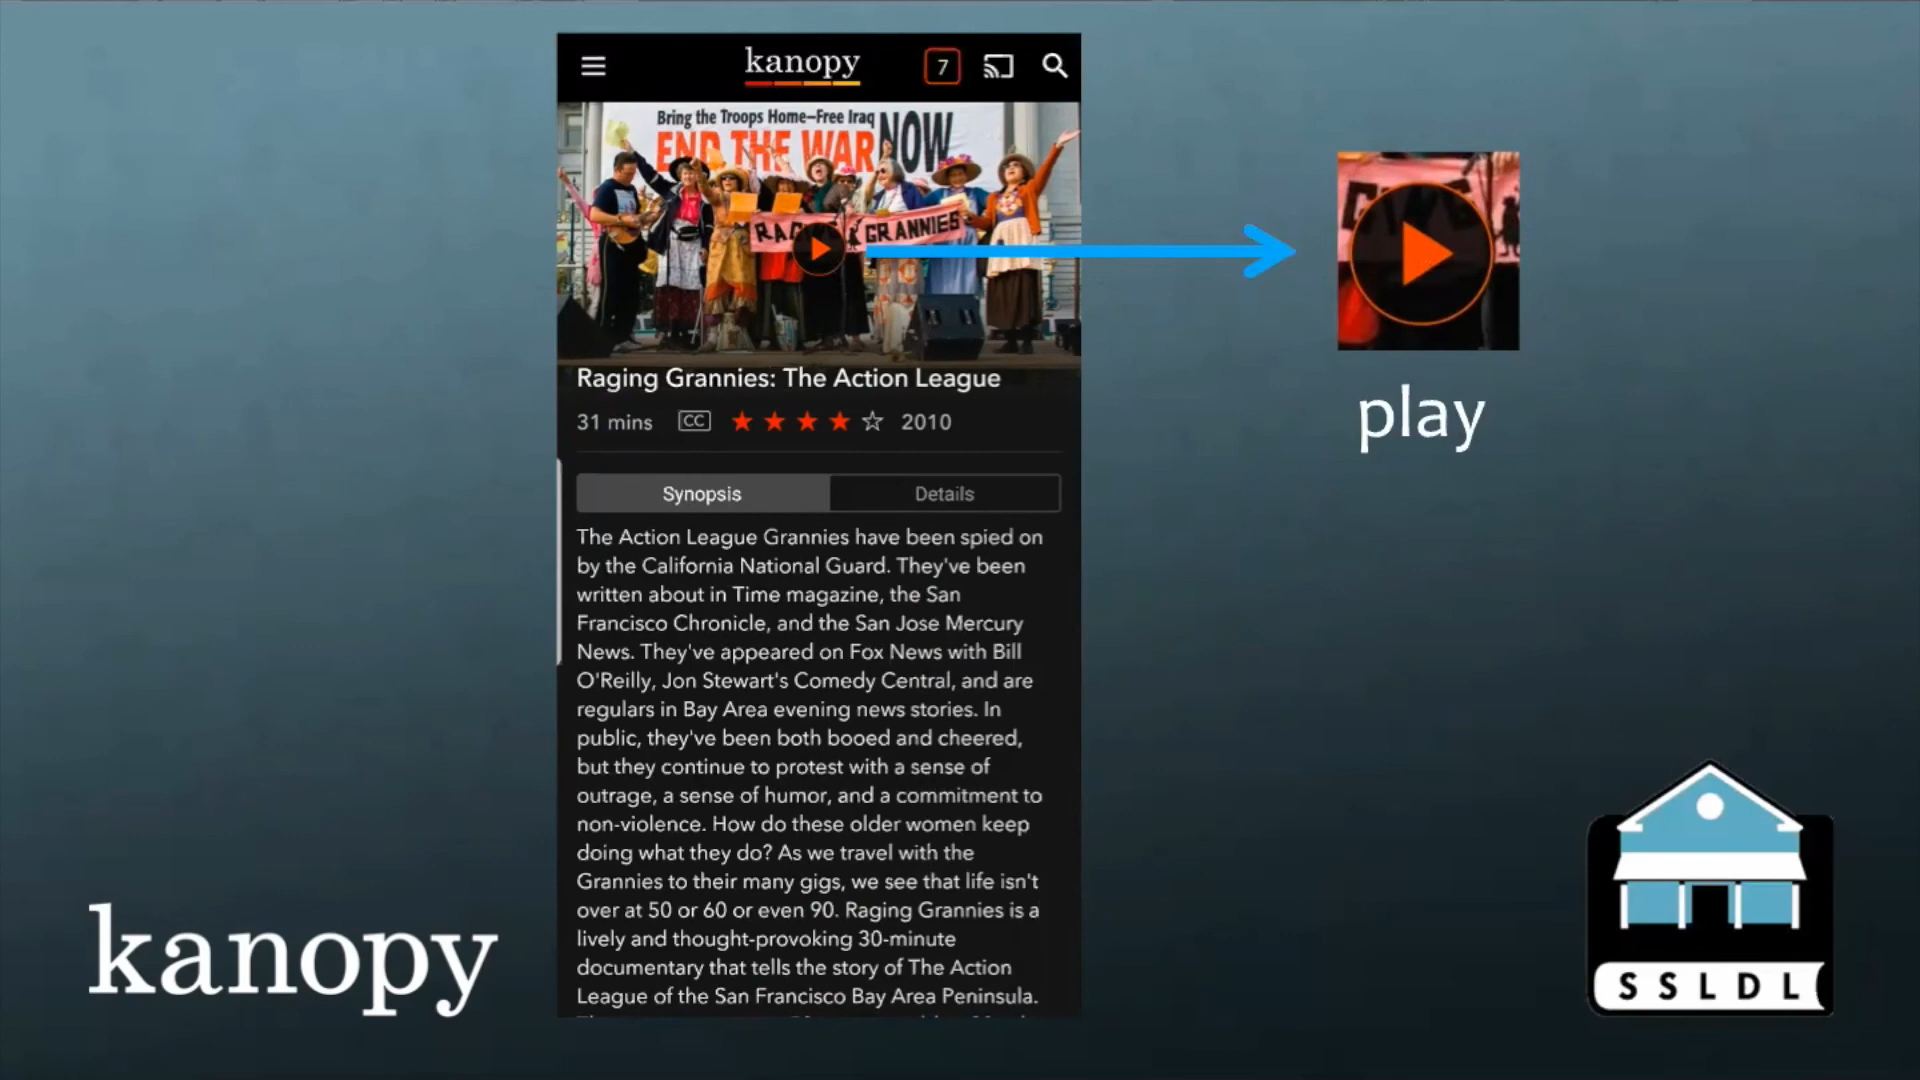 kanopy
7
Bring the Troops Home—Free Iraq
END THE WAR NOW
GRANNIES
Raging Grannies: The Action League
31 mins CC 2010
Synopsis Details
The Action League Grannies have been spied on
by the California National Guard. They've been
written about in Time magazine, the San
Francisco Chronicle, and the San Jose Mercury
News. They've appeared on Fox News with Bill
O'Reilly, Jon Stewart's Comedy Central, and are
regulars in Bay Area evening news stories. In
public, they've been both booed and cheered,
but they continue to protest with a sense of
outrage, a sense of humor, and a commitment to
non-violence. How do these older women keep
doing what they do? As we travel with the
Grannies to their many gigs, we see that life isn't
over at 50 or 60 or even 90. Raging Grannies is a
lively and thought-provoking 30-minute
documentary that tells the story of The Action
League of the San Francisco Bay Area Peninsula.
play
kanopy
SSLDL